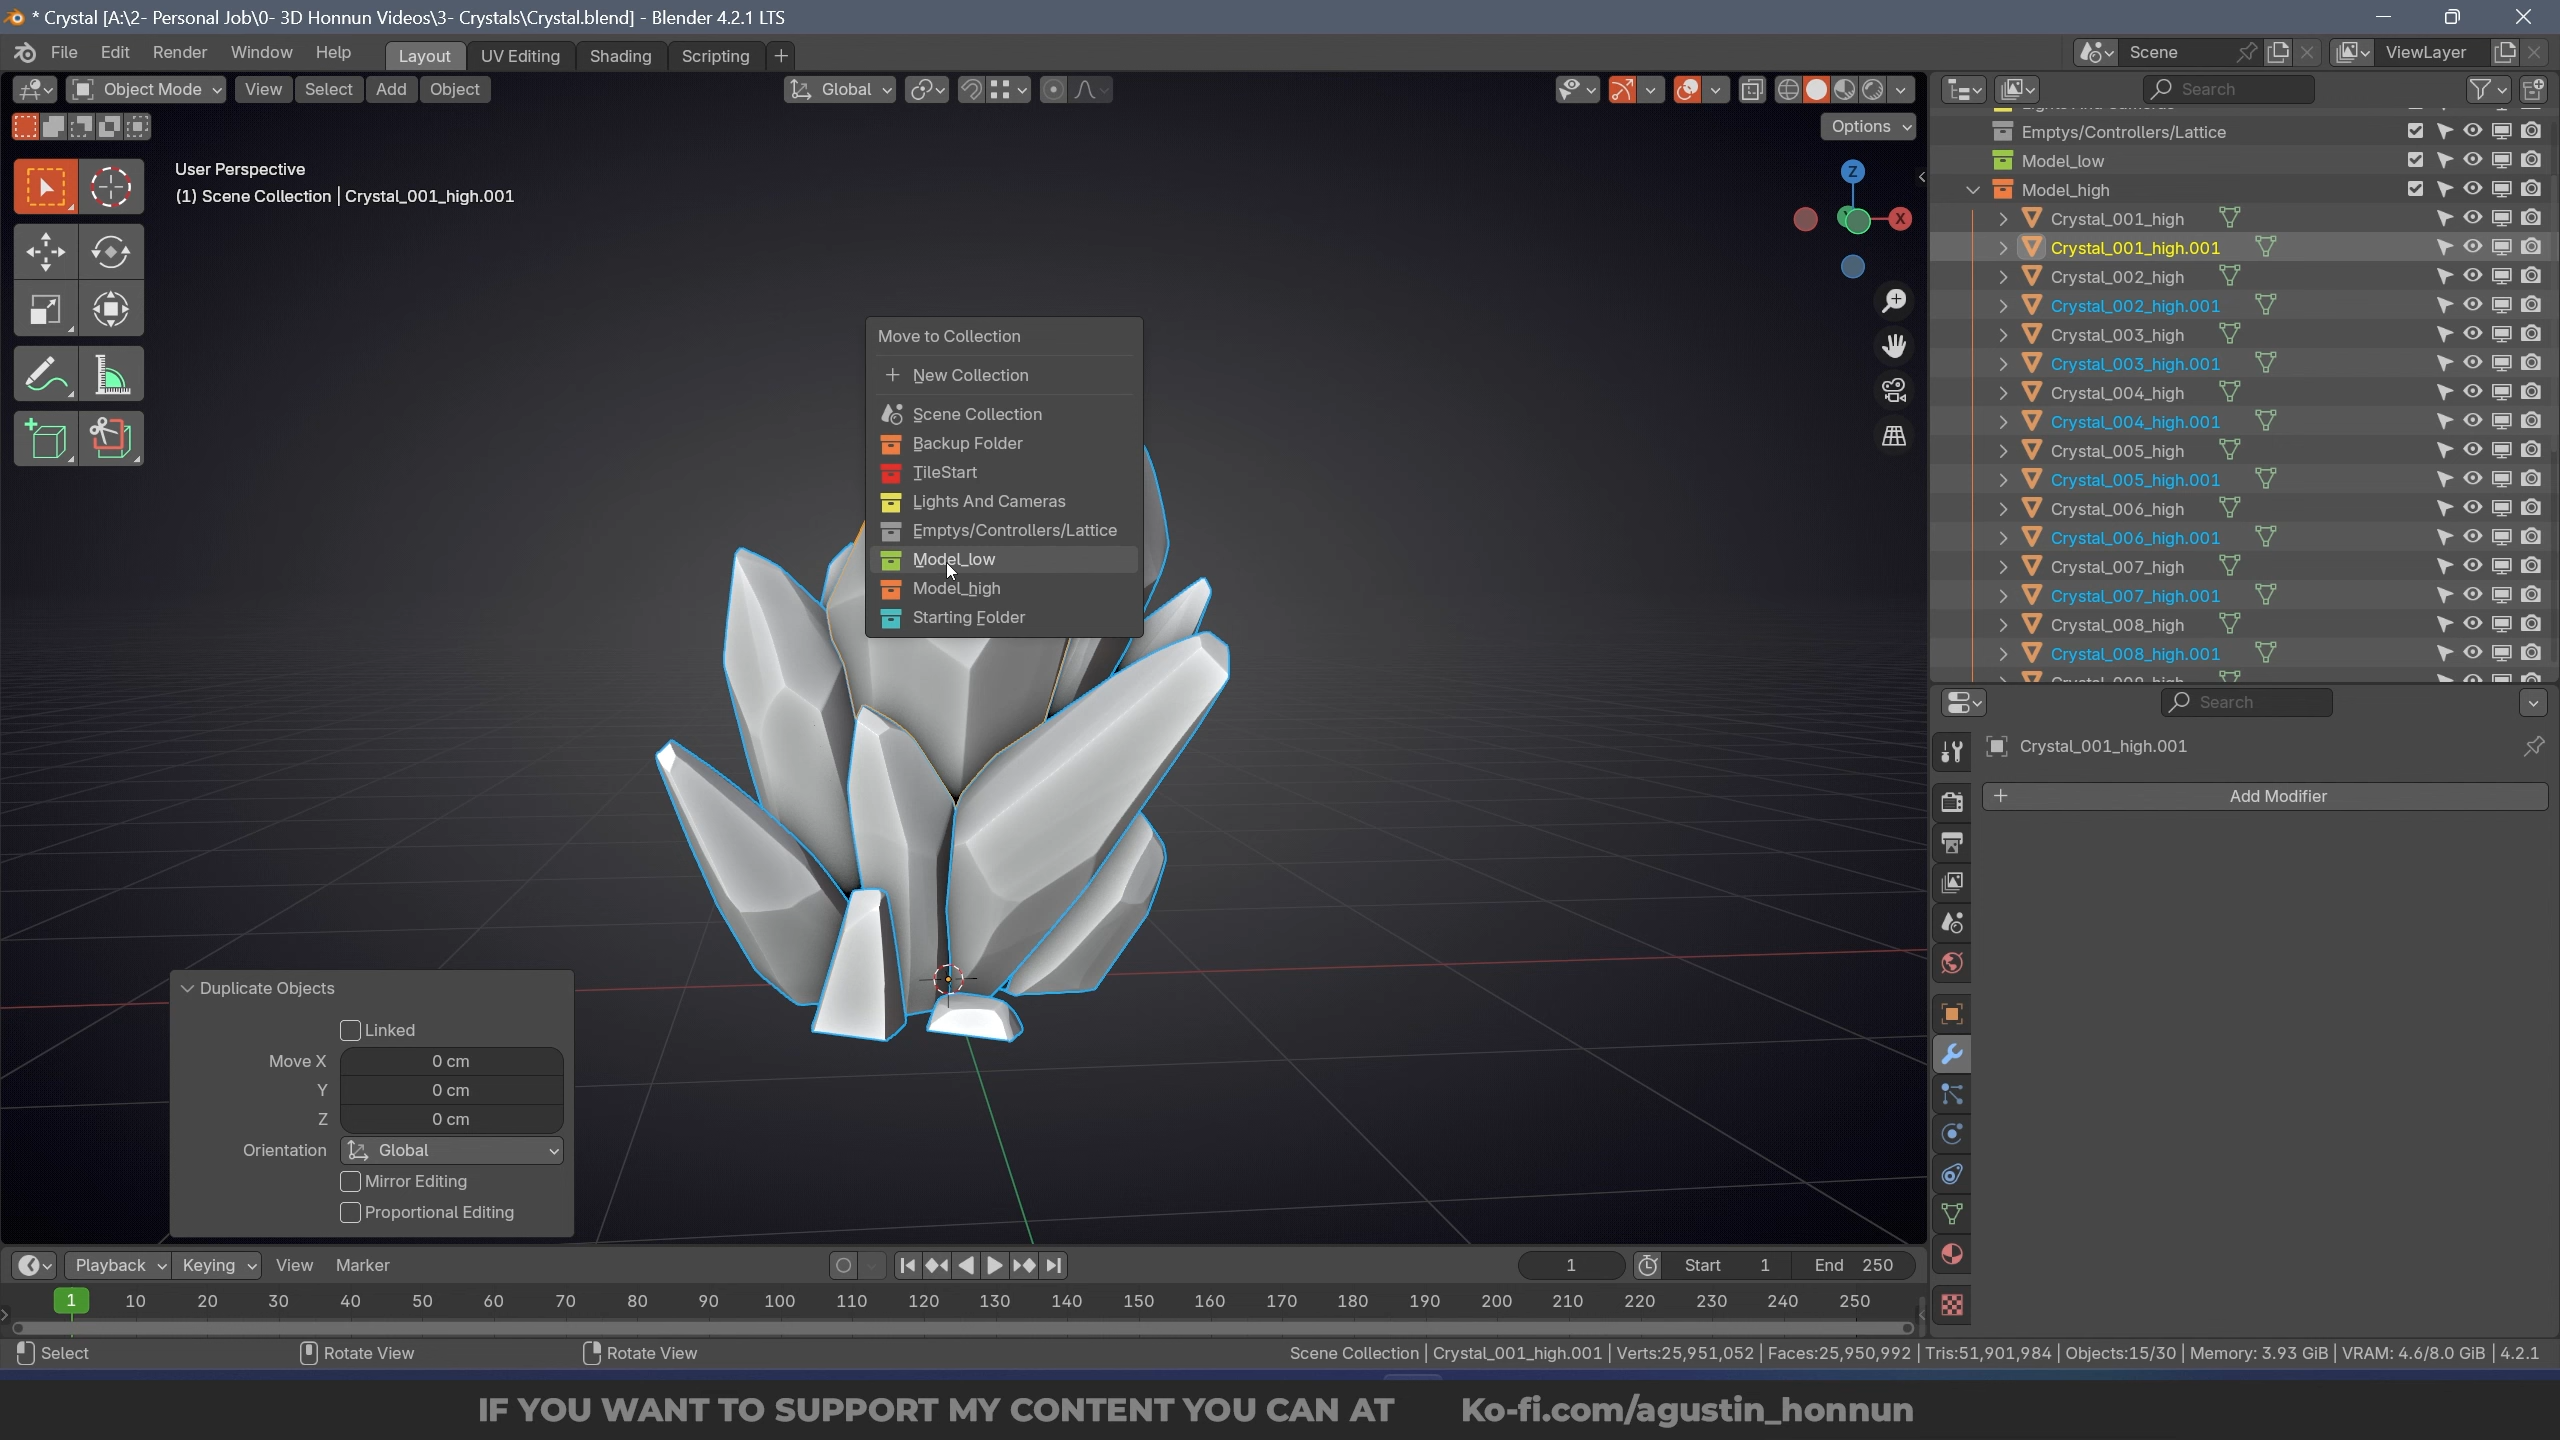 * Crystal [A:\2- Personal Job\0- 3D Honnun Videos\3- Crystals\Crystal.blend] - Blender 4.2.1 LTS
File Edit Render Window Help Layout UV Editing Shading Scripting + Scene ViewLayer
Object Mode View Select Add Object Global Search
Options
User Perspective
(1) Scene Collection | Crystal_001_high.001
Z
X
Move to Collection
New Collection
Scene Collection
Backup Folder
TileStart
Lights And Cameras
Emptys/Controllers/Lattice
Model_low
Model_high
Starting Folder
Emptys/Controllers/Lattice
Model_low
Model_high
Crystal_001_high
Crystal_001_high.001
Crystal_002_high
Crystal_002_high.001
Crystal_003_high
Crystal_003_high.001
Crystal_004_high
Crystal_004_high.001
Crystal_005_high
Crystal_005_high.001
Crystal_006_high
Crystal_006_high.001
Crystal_007_high
Crystal_007_high.001
Crystal_008_high
Crystal_008_high.001
Search
Crystal_001_high.001
Add Modifier
Duplicate Objects
Linked
Move X 0 cm
Y 0 cm
Z 0 cm
Orientation Global
Mirror Editing
Proportional Editing
Playback Keying View Marker 1 Start 1 End 250
1 10 20 30 40 50 60 70 80 90 100 110 120 130 140 150 160 170 180 190 200 210 220 230 240 250
Select Rotate View Rotate View Scene Collection | Crystal_001_high.001 | Verts:25,951,052 | Faces:25,950,992 | Tris:51,901,984 | Objects:15/30 | Memory: 3.93 GiB | VRAM: 4.6/8.0 GiB | 4.2.1
IF YOU WANT TO SUPPORT MY CONTENT YOU CAN AT Ko-fi.com/agustin_honnun